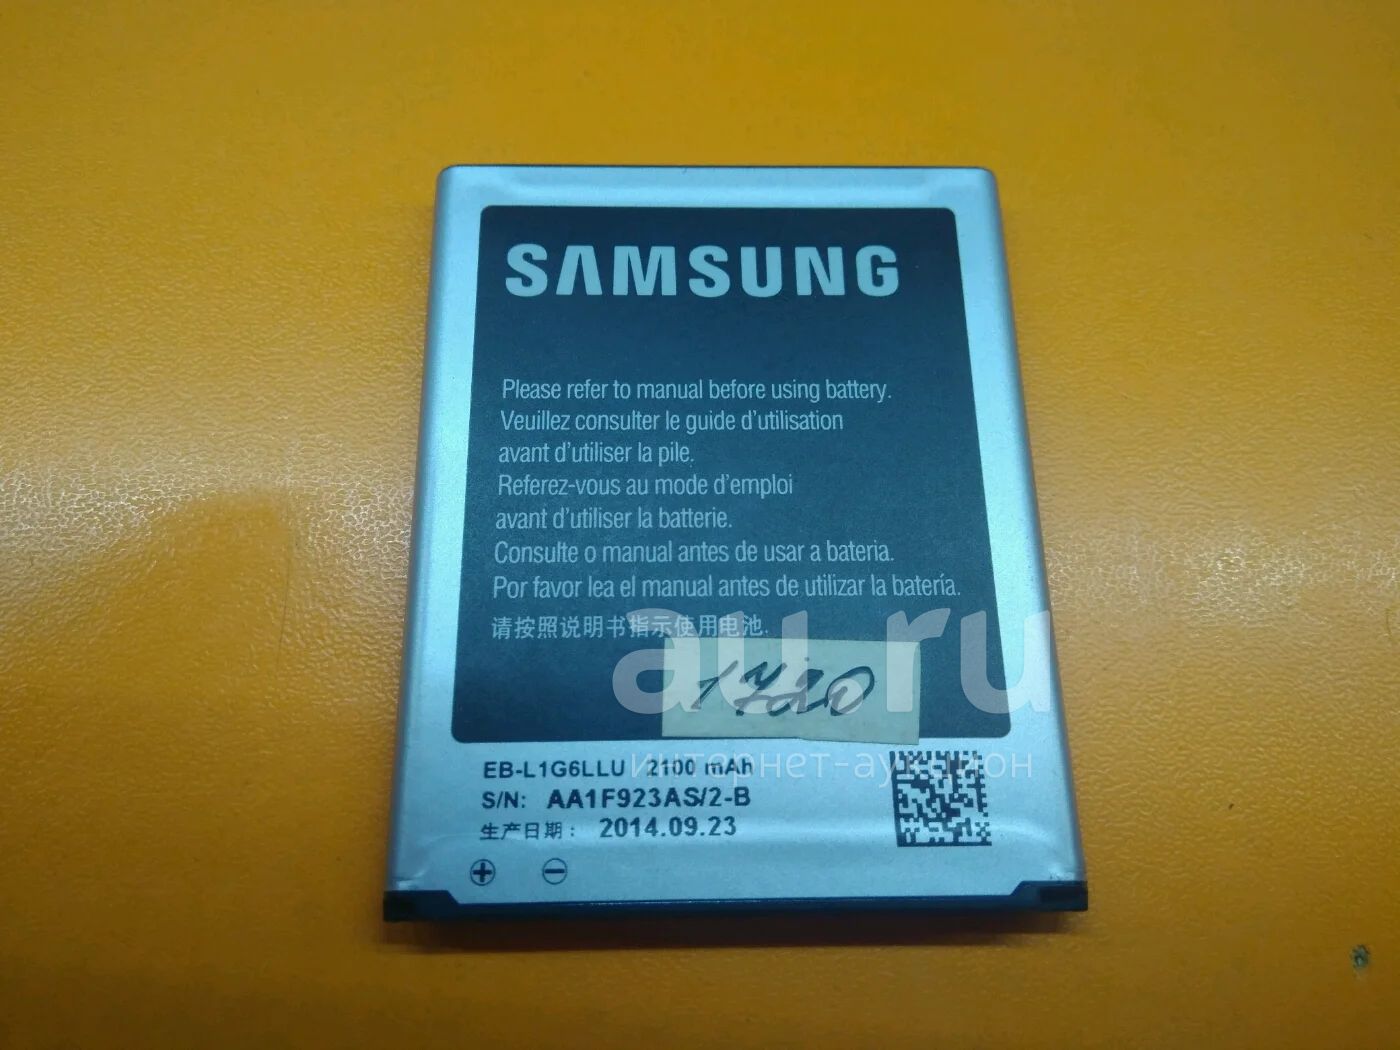 SAMSUNG
Please refer to manual before using battery.
Veuillez consulter le guide d'utilisation
avant d'utiliser la pile.
Referez-vous au mode d'emploi
avant d'utiliser la batterie.
Consulte o manual antes de usar a bateria.
Por favor lea el manual antes de utilizar la batería.
请按照说明书指示使用电池.
au.ru
1720
интернет-аукцион
EB-L1G6LLU 2100 mAh
S/N: AA1F923AS/2-B
生产日期: 2014.09.23